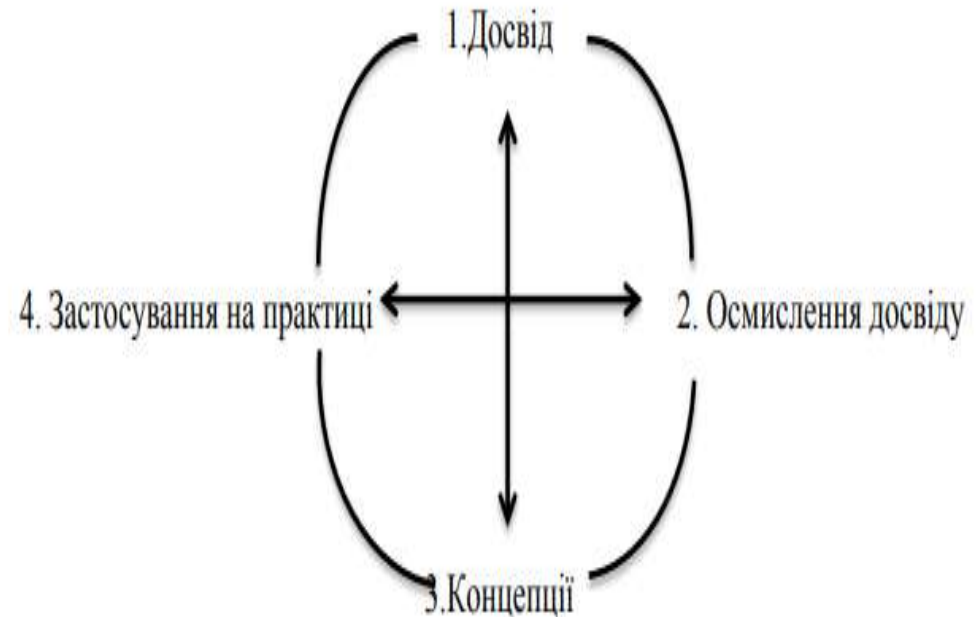 1.Досвід
2. Осмислення досвіду
3.Концепції
4. Застосування на практиці